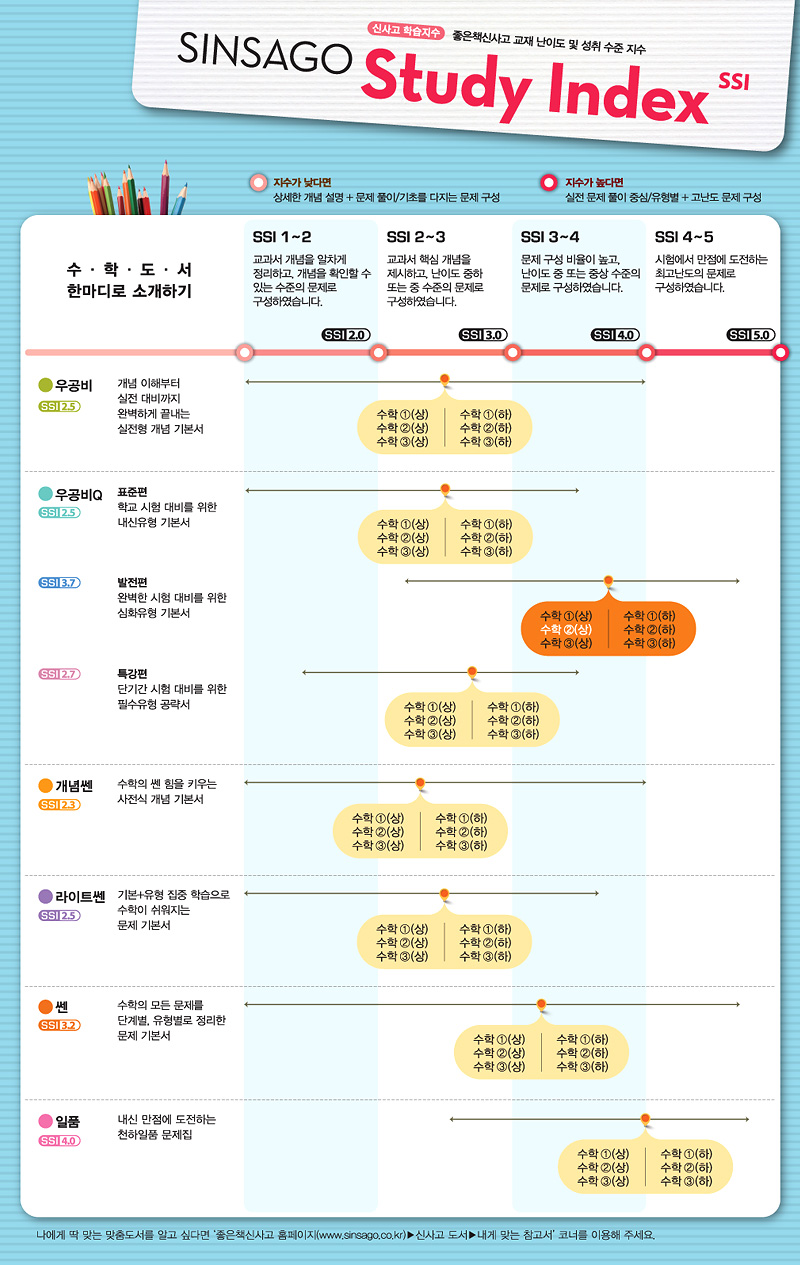 SINSAGO
신사고 학습지수 좋은책신사고 교재 난이도 및 성취 수준 지수
Study Index SSI
지수가 낮다면
상세한 개념 설명 + 문제 풀이/기초를 다지는 문제 구성
지수가 높다면
실전 문제 풀이 중심/유형별 + 고난도 문제 구성
수·학·도·서
한마디로 소개하기
SSI 1~2
교과서 개념을 알차게
정리하고, 개념을 확인할 수
있는 수준의 문제로
구성하였습니다.
SSI 2.0
SSI 2~3
교과서 핵심 개념을
제시하고, 난이도 중하
또는 중 수준의 문제로
구성하였습니다.
SSI 3.0
SSI 3~4
문제 구성 비율이 높고,
난이도 중 또는 중상 수준의
문제로 구성하였습니다.
SSI 4.0
SSI 4~5
시험에서 만점에 도전하는
최고난도의 문제로
구성하였습니다.
SSI 5.0
우공비
SSI 2.5
개념 이해부터
실전 대비까지
완벽하게 끝내는
실전형 개념 기본서
수학 ①(상) 수학 ①(하)
수학 ②(상) 수학 ②(하)
수학 ③(상) 수학 ③(하)
우공비Q
SSI 2.5
표준편
학교 시험 대비를 위한
내신유형 기본서
수학 ①(상) 수학 ①(하)
수학 ②(상) 수학 ②(하)
수학 ③(상) 수학 ③(하)
SSI 3.7
발전편
완벽한 시험 대비를 위한
심화유형 기본서
수학 ①(상) 수학 ①(하)
수학 ②(상) 수학 ②(하)
수학 ③(상) 수학 ③(하)
SSI 2.7
특강편
단기간 시험 대비를 위한
필수유형 공략서
수학 ①(상) 수학 ①(하)
수학 ②(상) 수학 ②(하)
수학 ③(상) 수학 ③(하)
개념쎈
SSI 2.3
수학의 쎈 힘을 키우는
사전식 개념 기본서
수학 ①(상) 수학 ①(하)
수학 ②(상) 수학 ②(하)
수학 ③(상) 수학 ③(하)
라이트쎈
SSI 2.5
기본+유형 집중 학습으로
수학이 쉬워지는
문제 기본서
수학 ①(상) 수학 ①(하)
수학 ②(상) 수학 ②(하)
수학 ③(상) 수학 ③(하)
쎈
SSI 3.2
수학의 모든 문제를
단계별, 유형별로 정리한
문제 기본서
수학 ①(상) 수학 ①(하)
수학 ②(상) 수학 ②(하)
수학 ③(상) 수학 ③(하)
일품
SSI 4.0
내신 만점에 도전하는
천하일품 문제집
수학 ①(상) 수학 ①(하)
수학 ②(상) 수학 ②(하)
수학 ③(상) 수학 ③(하)
나에게 딱 맞는 맞춤도서를 알고 싶다면 '좋은책신사고 홈페이지(www.sinsago.co.kr)▶신사고 도서▶내게 맞는 참고서' 코너를 이용해 주세요.